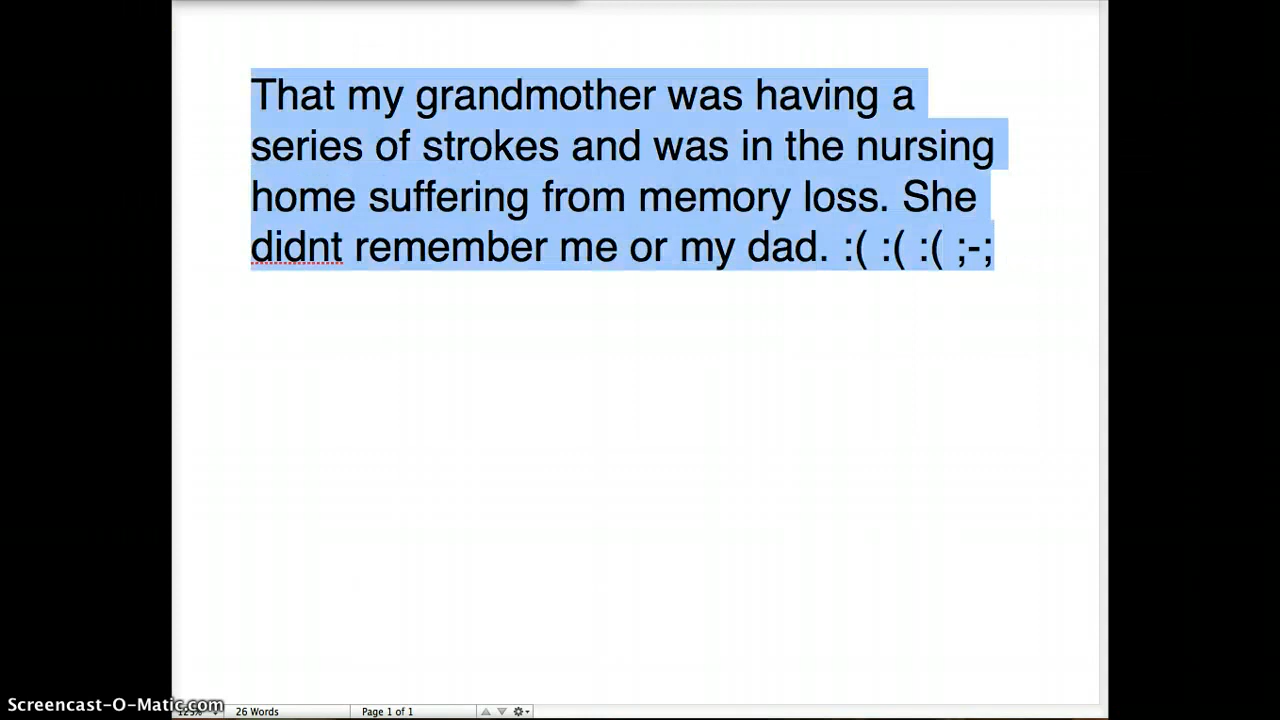 That my grandmother was having a
series of strokes and was in the nursing
home suffering from memory loss. She
didnt remember me or my dad. :( :( :( ;-;
Screencast-O-Matic.com
26 Words
Page 1 of 1